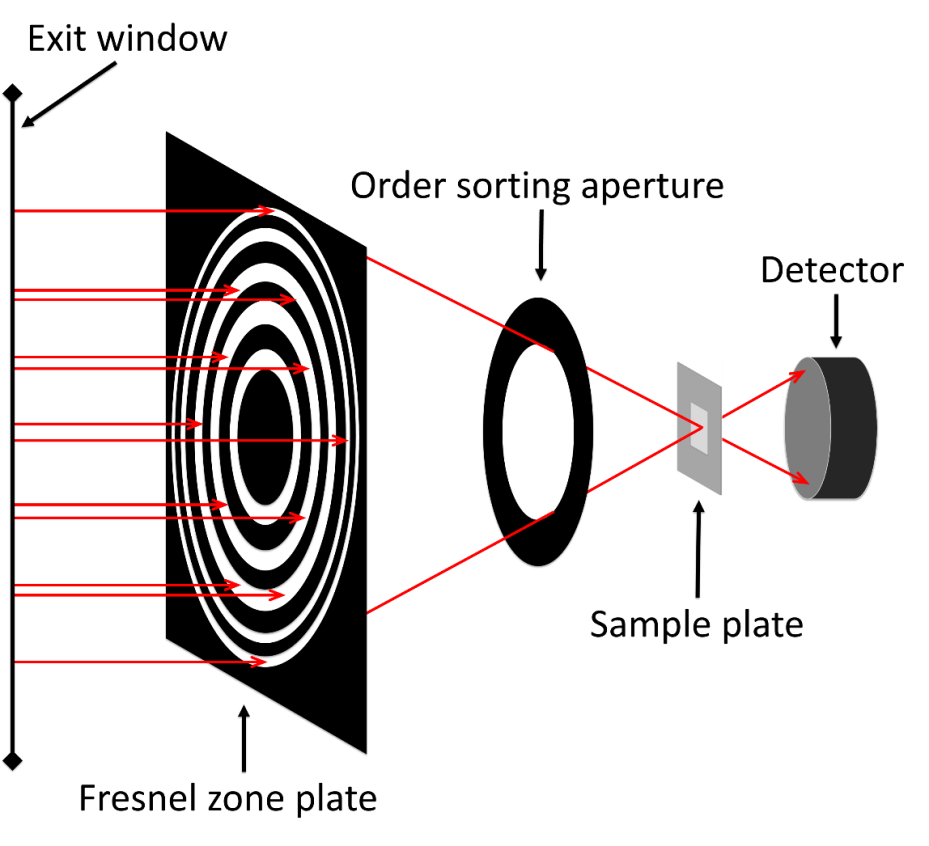 Exit window
Order sorting aperture
Detector
Sample plate
Fresnel zone plate